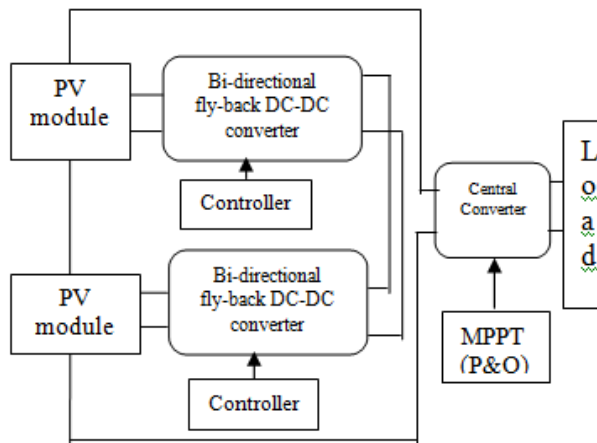 PV
module
Bi-directional
fly-back DC-DC
converter
Controller
PV
module
Bi-directional
fly-back DC-DC
converter
Controller
Central
Converter
MPPT
(P&O)
L
o
a
d